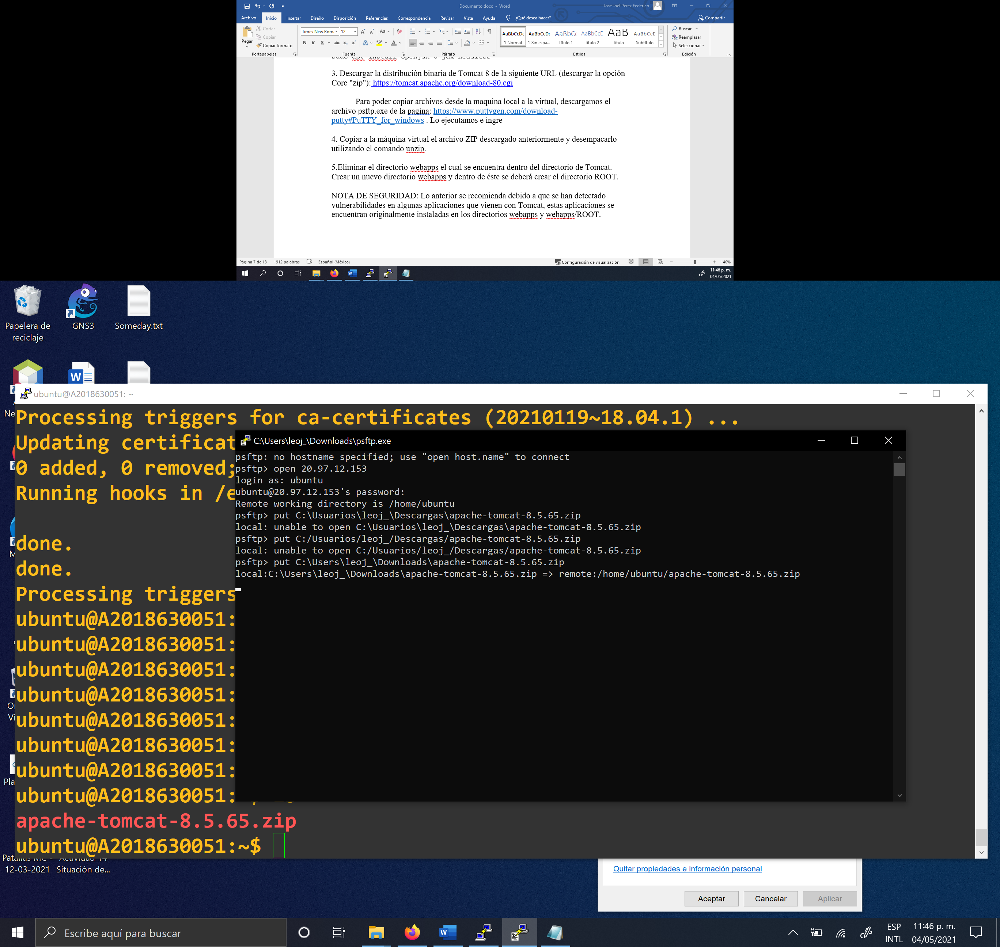 Documento.docx - Word
Jose Joel Perez Federico
Archivo Inicio Insertar Diseño Disposición Referencias Correspondencia Revisar Vista Ayuda ¿Qué desea hacer? Compartir
Pegar
Cortar
Copiar
Copiar formato
Times New Rom 12
N K S abc x₂ x²
AaBbCcDc AaBbCcDc AaBbCc AaBbCcE AaB AaBbCcD
¶ Normal ¶ Sin espa... Título 1 Título 2 Título Subtítulo
Buscar
Reemplazar
Seleccionar
Portapapeles Fuente Párrafo Estilos Edición
3. Descargar la distribución binaria de Tomcat 8 de la siguiente URL (descargar la opción
Core "zip"): https://tomcat.apache.org/download-80.cgi
Para poder copiar archivos desde la maquina local a la virtual, descargamos el
archivo psftp.exe de la pagina: https://www.puttygen.com/download-
putty#PuTTY_for_windows . Lo ejecutamos e ingre
4. Copiar a la máquina virtual el archivo ZIP descargado anteriormente y desempacarlo
utilizando el comando unzip.
5.Eliminar el directorio webapps el cual se encuentra dentro del directorio de Tomcat.
Crear un nuevo directorio webapps y dentro de éste se deberá crear el directorio ROOT.
NOTA DE SEGURIDAD: Lo anterior se recomienda debido a que se han detectado
vulnerabilidades en algunas aplicaciones que vienen con Tomcat, estas aplicaciones se
encuentran originalmente instaladas en los directorios webapps y webapps/ROOT.
Página 7 de 13 1912 palabras Español (México) Configuración de visualización 140%
11:46 p. m.
04/05/2021
Papelera de
reciclaje
GNS3
Someday.txt
ubuntu@A2018630051: ~
Processing triggers for ca-certificates (20210119~18.04.1) ...
Updating certificat
0 added, 0 removed;
Running hooks in /e
done.
done.
Processing triggers
ubuntu@A2018630051:
ubuntu@A2018630051:
ubuntu@A2018630051:
ubuntu@A2018630051:
ubuntu@A2018630051:
ubuntu@A2018630051:
ubuntu@A2018630051:
ubuntu@A2018630051:
apache-tomcat-8.5.65.zip
ubuntu@A2018630051:~$
C:\Users\leoj_\Downloads\psftp.exe
psftp: no hostname specified; use "open host.name" to connect
psftp> open 20.97.12.153
login as: ubuntu
ubuntu@20.97.12.153's password:
Remote working directory is /home/ubuntu
psftp> put C:\Usuarios\leoj_\Descargas\apache-tomcat-8.5.65.zip
local: unable to open C:\Usuarios\leoj_\Descargas\apache-tomcat-8.5.65.zip
psftp> put C:/Usuarios/leoj_/Descargas/apache-tomcat-8.5.65.zip
local: unable to open C:/Usuarios/leoj_/Descargas/apache-tomcat-8.5.65.zip
psftp> put C:\Users\leoj_\Downloads\apache-tomcat-8.5.65.zip
local:C:\Users\leoj_\Downloads\apache-tomcat-8.5.65.zip => remote:/home/ubuntu/apache-tomcat-8.5.65.zip
12-03-2021 Situación de...
Quitar propiedades e información personal
Aceptar Cancelar Aplicar
Escribe aquí para buscar
ESP
INTL
11:46 p. m.
04/05/2021